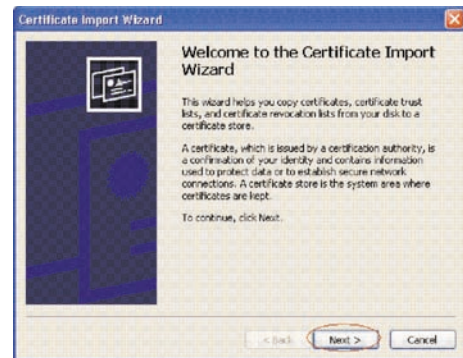 Certificate Import Wizard
Welcome to the Certificate Import
Wizard
This wizard helps you copy certificates, certificate trust
lists, and certificate revocation lists from your disk to a
certificate store.
A certificate, which is issued by a certification authority, is
a confirmation of your identity and contains information
used to protect data or to establish secure network
connections. A certificate store is the system area where
certificates are kept.
To continue, click Next.
< Back
Next >
Cancel